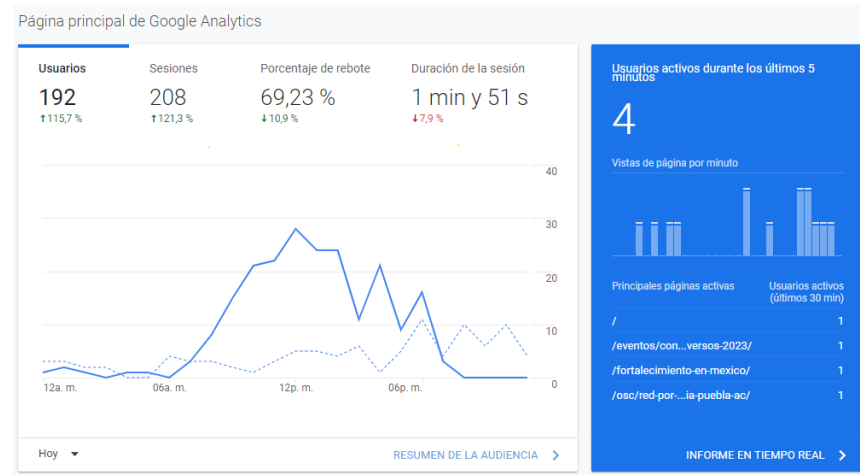 Página principal de Google Analytics
Usuarios Sesiones Porcentaje de rebote Duración de la sesión
192 208 69,23 % 1 min y 51 s
↑115,7 % ↑121,3 % ↓10,9 % ↓7,9 %
40
30
20
10
0
12a. m. 06a. m. 12p. m. 06p. m.
Hoy RESUMEN DE LA AUDIENCIA
Usuarios activos durante los últimos 5
minutos
4
Vistas de página por minuto
Principales páginas activas Usuarios activos
(últimos 30 min)
/ 1
/eventos/con...versos-2023/ 1
/fortalecimiento-en-mexico/ 1
/osc/red-por-...ia-puebla-ac/ 1
INFORME EN TIEMPO REAL